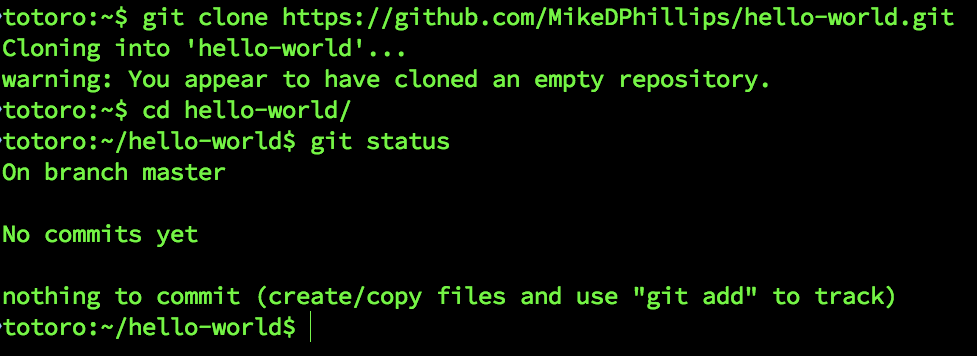 totoro:~$ git clone https://github.com/MikeDPhillips/hello-world.git
Cloning into 'hello-world'...
warning: You appear to have cloned an empty repository.
totoro:~$ cd hello-world/
totoro:~/hello-world$ git status
On branch master
No commits yet
nothing to commit (create/copy files and use "git add" to track)
totoro:~/hello-world$